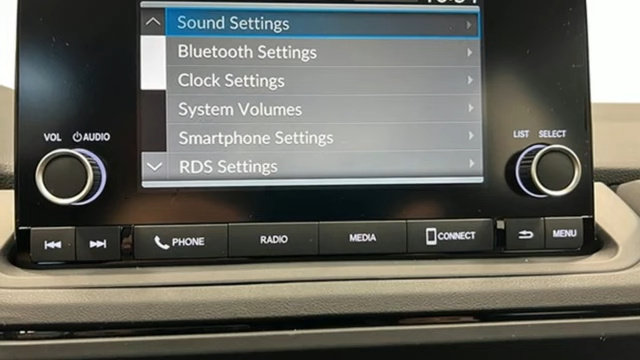 Sound Settings
Bluetooth Settings
Clock Settings
System Volumes
Smartphone Settings
RDS Settings
VOL AUDIO
LIST SELECT
PHONE
RADIO
MEDIA
CONNECT
MENU